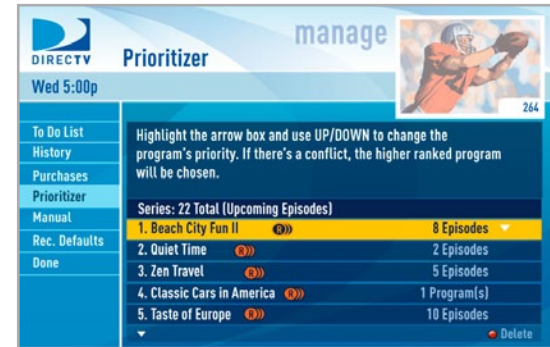 manage
DIRECTV
Prioritizer
Wed 5:00p
264
To Do List
History
Purchases
Prioritizer
Manual
Rec. Defaults
Done
Highlight the arrow box and use UP/DOWN to change the
program's priority. If there's a conflict, the higher ranked program
will be chosen.
Series: 22 Total (Upcoming Episodes)
1. Beach City Fun II R))) 8 Episodes
2. Quiet Time R))) 2 Episodes
3. Zen Travel R))) 5 Episodes
4. Classic Cars in America R))) 1 Program(s)
5. Taste of Europe R))) 10 Episodes
Delete